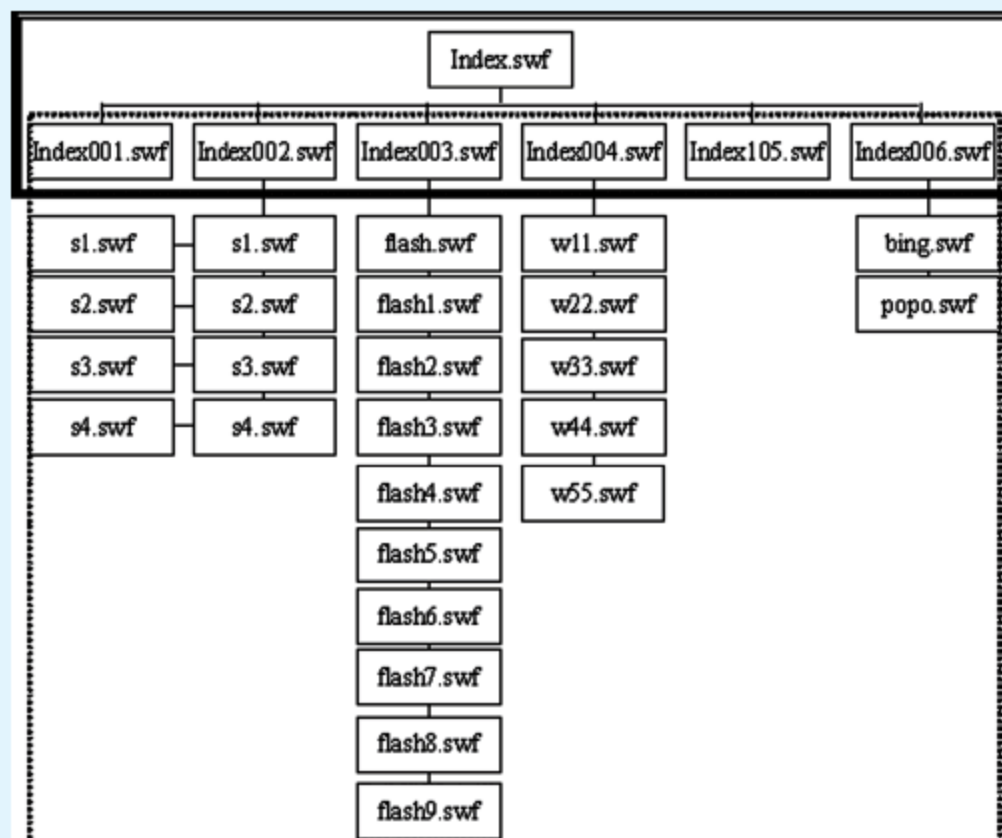 Index.swf
Index001.swf Index002.swf Index003.swf Index004.swf Index105.swf Index006.swf
s1.swf s1.swf flash.swf w11.swf bing.swf
s2.swf s2.swf flash1.swf w22.swf popo.swf
s3.swf s3.swf flash2.swf w33.swf
s4.swf s4.swf flash3.swf w44.swf
flash4.swf w55.swf
flash5.swf
flash6.swf
flash7.swf
flash8.swf
flash9.swf